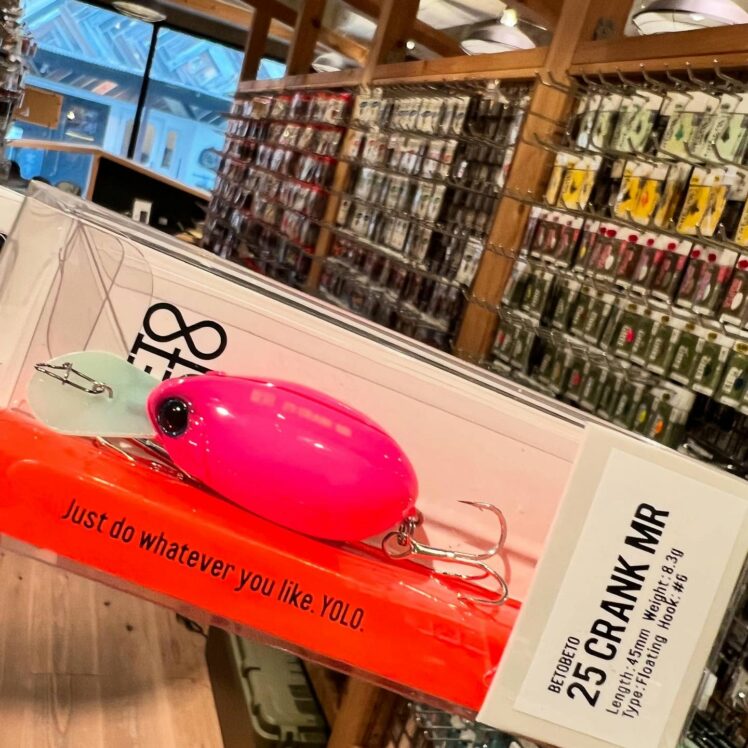 Just do whatever you like. YOLO.
BETOBETO
25 CRANK MR
Length:45mm Weight:8.3g
Type:Floating Hook:#6